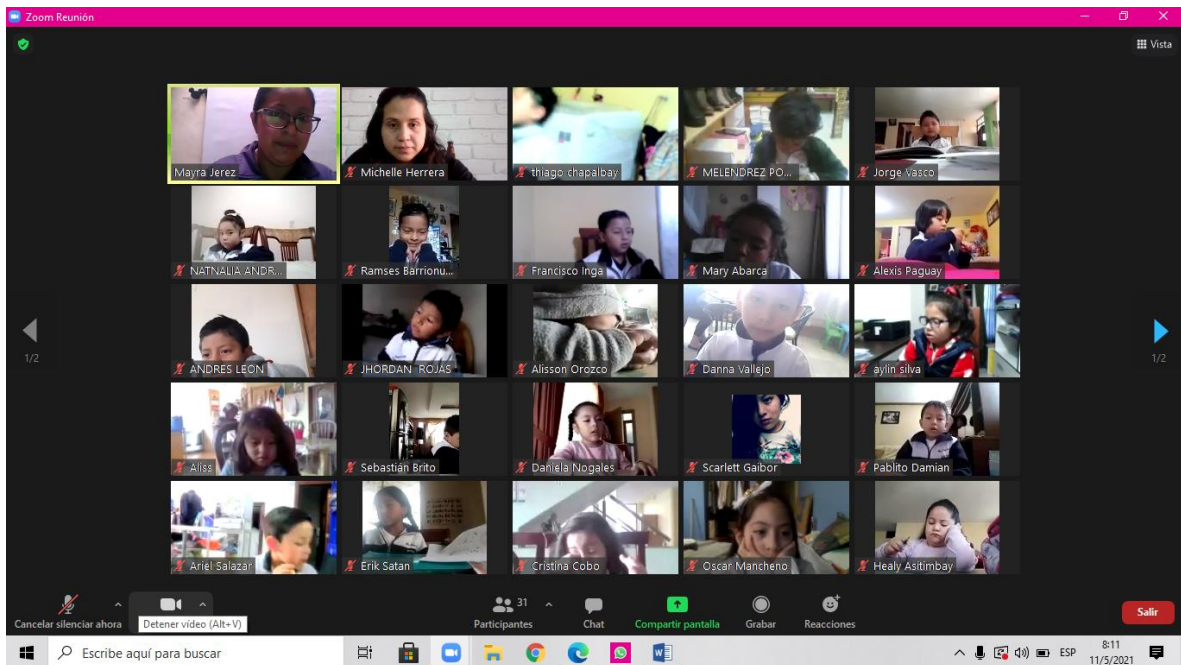 Zoom Reunión
Vista
Mayra Jerez
Michelle Herrera
thiago chapalbay
MELENDREZ PO...
Jorge Vasco
NATNALIA ANDR...
Ramses Barrionu...
Francisco Inga
Mary Abarca
Alexis Paguay
1/2
1/2
ANDRES LEON
JHORDAN ROJAS
Alisson Orozco
Danna Vallejo
aylin silva
Aliss
Sebastián Brito
Daniela Nogales
Scarlett Gaibor
Pablito Damian
Ariel Salazar
Erik Satan
Cristina Cobo
Oscar Mancheno
Healy Asitimbay
31
Cancelar silenciar ahora
Detener vídeo (Alt+V)
Participantes
Chat
Compartir pantalla
Grabar
Reacciones
Salir
Escribe aquí para buscar
ESP
8:11
11/5/2021